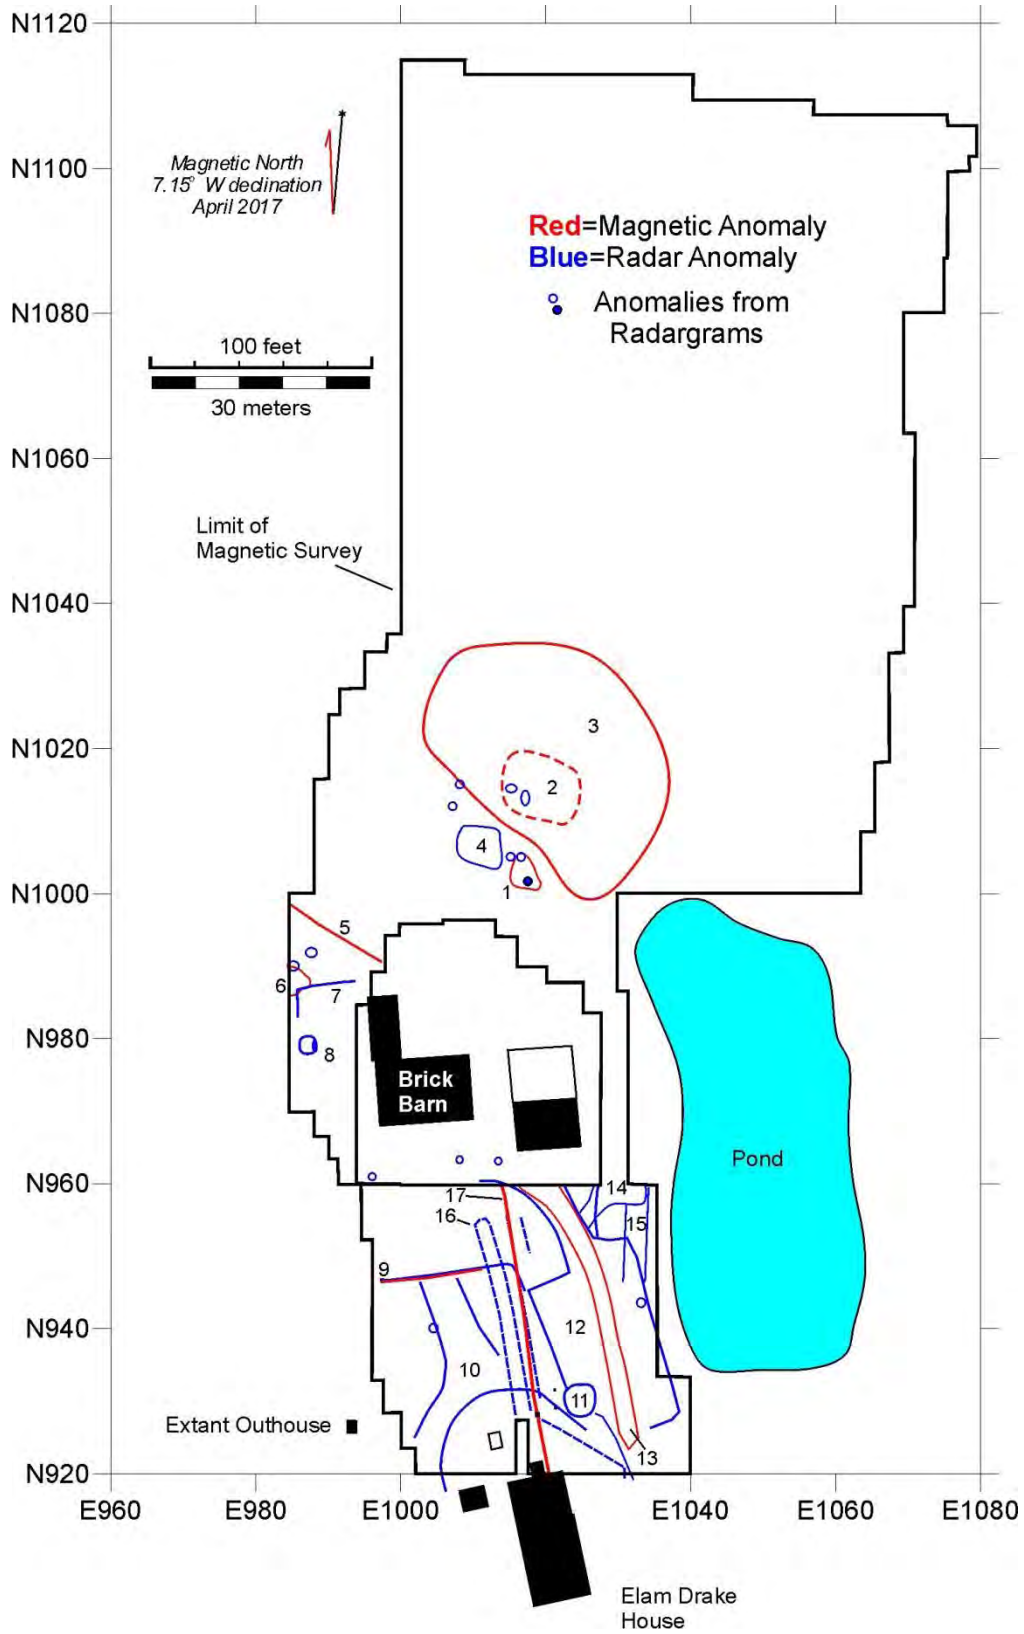 N1120
N1100
N1080
N1060
N1040
N1020
N1000
N980
N960
N940
N920
Magnetic North
7.15° W declination
April 2017
Red=Magnetic Anomaly
Blue=Radar Anomaly
Anomalies from
Radargrams
100 feet
30 meters
Limit of
Magnetic Survey
3
2
4
1
5
6
7
8
Brick
Barn
Pond
14
17
16
15
9
12
10
11
13
Extant Outhouse
E960
E980
E1000
E1040
E1060
E1080
Elam Drake
House